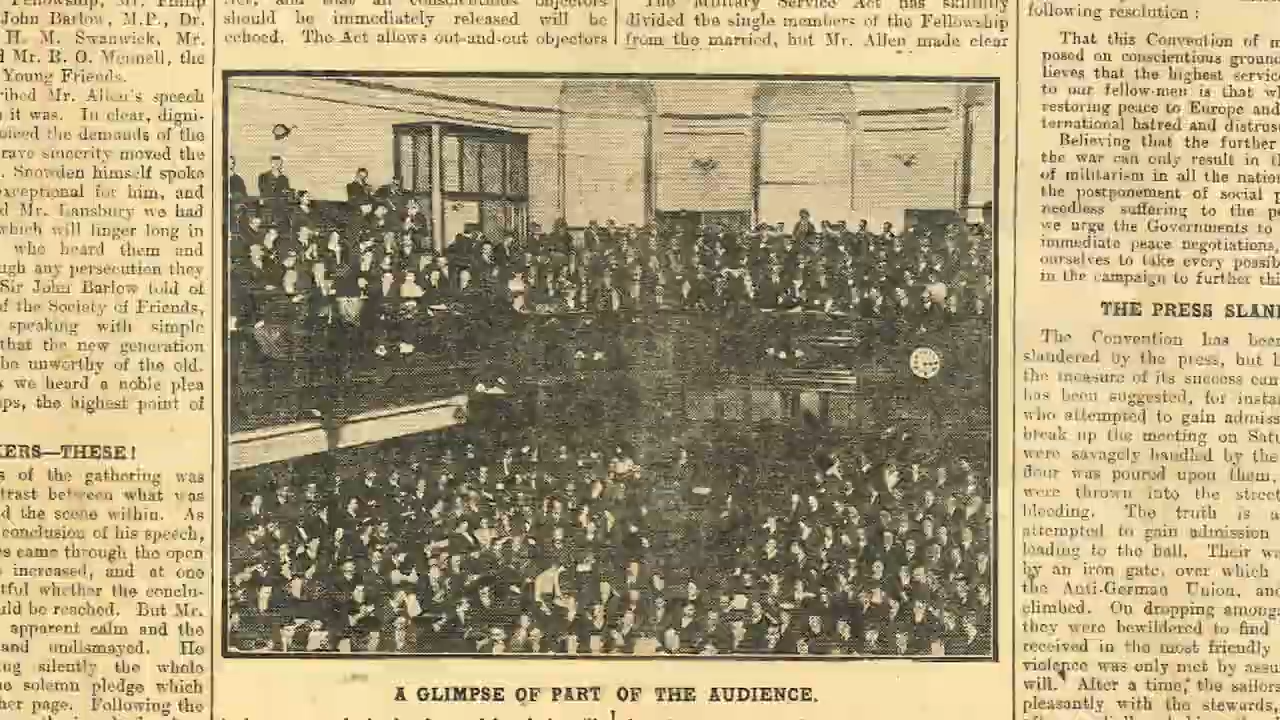 Fellowship, Mr. Philip
John Barlow, M.P., Dr.
H. M. Swanwick, Mr.
Mr. B. O. Mennell, the
Young Friends.
ribed Mr. Allen's speech
it was. In clear, digni-
oiced the demands of the
rave sincerity moved the
Snowden himself spoke
exceptional for him, and
d Mr. Lansbury we had
which will linger long in
who heard them and
ugh any persecution they
Sir John Barlow told of
f the Society of Friends,
speaking with simple
that the new generation
be unworthy of the old.
we heard a noble plea
aps, the highest point of
KERS—THESE!
s of the gathering was
trast between what was
d the scene within. As
conclusion of his speech,
es came through the open
increased, and at one
tful whether the conclu-
uld be reached. But Mr.
apparent calm and the
and undismayed. He
ng silently the whole
e solemn pledge which
her page. Following the
Act, and that all conscientious objectors
should be immediately released will be
echoed. The Act allows out-and-out objectors
The Military Service Act has skilfully
divided the single members of the Fellowship
from the married, but Mr. Allen made clear
A GLIMPSE OF PART OF THE AUDIENCE.
following resolution:
That this Convention of m
posed on conscientious ground
lieves that the highest servic
to our fellow-men is that wh
restoring peace to Europe and
ternational hatred and distrus
Believing that the further
the war can only result in th
of militarism in all the nation
the postponement of social p
needless suffering to the p
we urge the Governments to
immediate peace negotiations
ourselves to take every possib
in the campaign to further thi
THE PRESS SLAN
The Convention has been
slandered by the press, but
the measure of its success can
has been suggested, for instan
who attempted to gain admiss
break up the meeting on Satu
were savagely handled by the
flour was poured upon them,
were thrown into the street
bleeding. The truth is
attempted to gain admission
leading to the hall. Their w
by an iron gate, over which
the Anti-German Union, and
climbed. On dropping among
they were bewildered to find
received in the most friendly
violence was only met by assu
will. After a time, the sailors
pleasantly with the stewards,